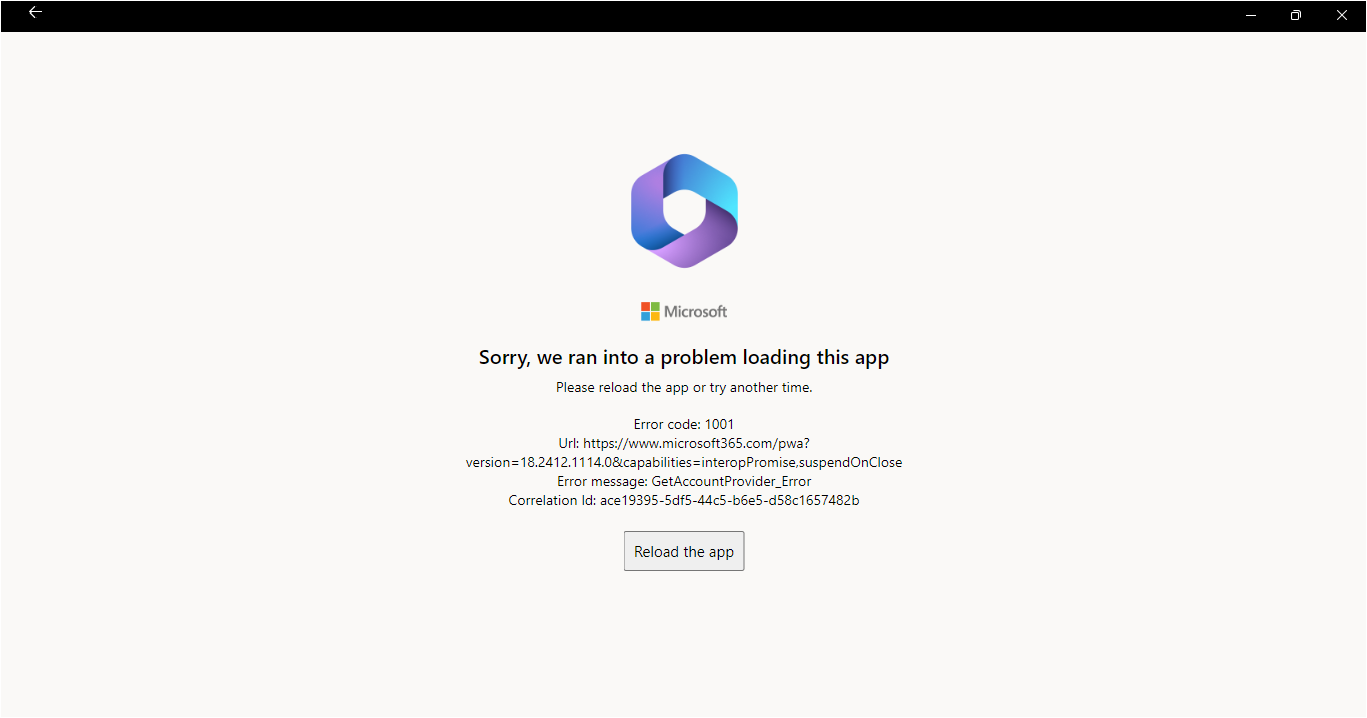 Microsoft
Sorry, we ran into a problem loading this app
Please reload the app or try another time.
Error code: 1001
Url: https://www.microsoft365.com/pwa?
version=18.2412.1114.0&capabilities=interopPromise,suspendOnClose
Error message: GetAccountProvider_Error
Correlation Id: ace19395-5df5-44c5-b6e5-d58c1657482b
Reload the app